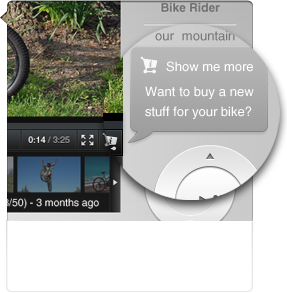 Bike Rider
our mountain
Show me more
Want to buy a new
stuff for your bike?
0:14 / 3:25
3/50) - 3 months ago